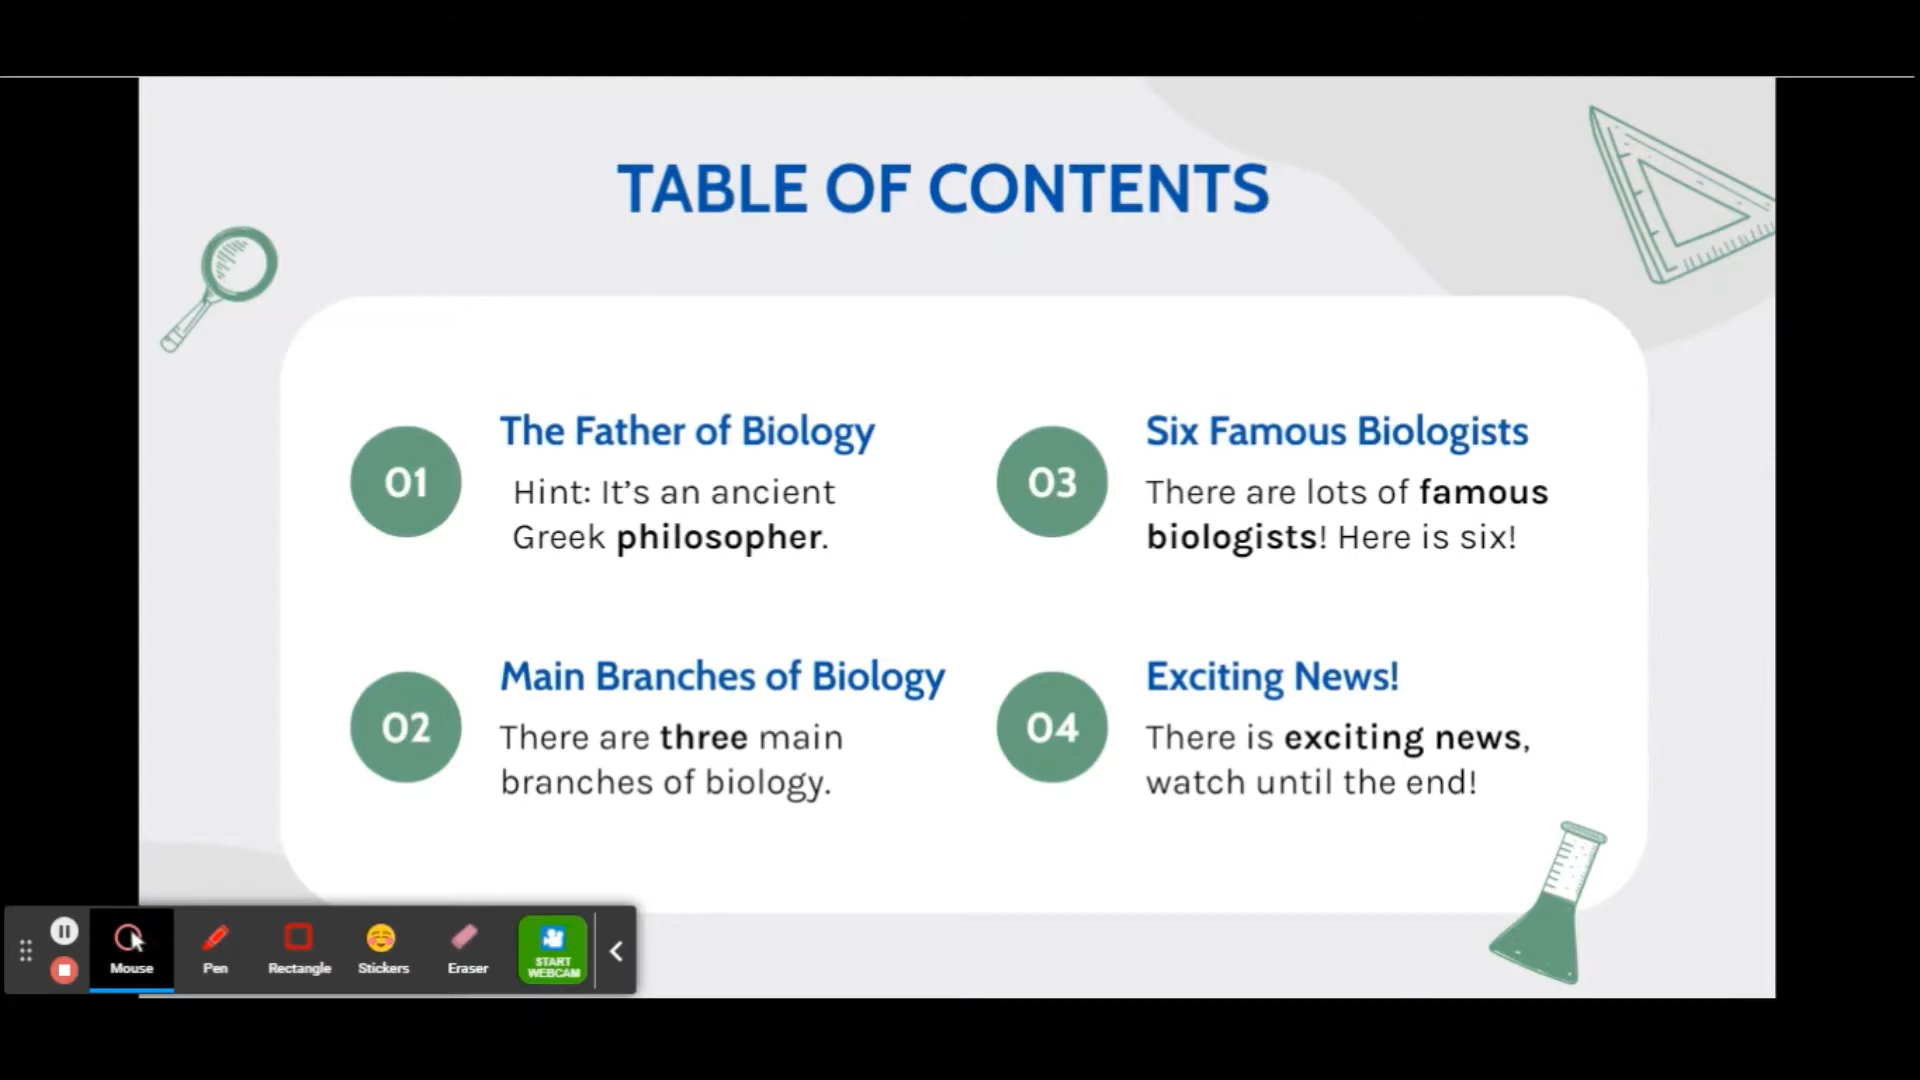 TABLE OF CONTENTS
01
The Father of Biology
Hint: It’s an ancient
Greek philosopher.
03
Six Famous Biologists
There are lots of famous
biologists! Here is six!
02
Main Branches of Biology
There are three main
branches of biology.
04
Exciting News!
There is exciting news,
watch until the end!
Mouse
Pen
Rectangle
Stickers
Eraser
START
WEBCAM